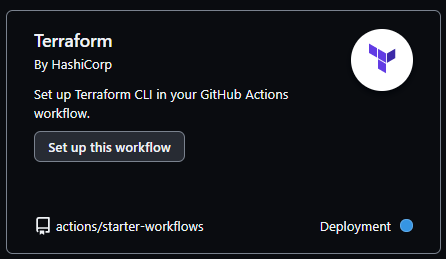 Terraform
By HashiCorp
Set up Terraform CLI in your GitHub Actions
workflow.
Set up this workflow
actions/starter-workflows
Deployment